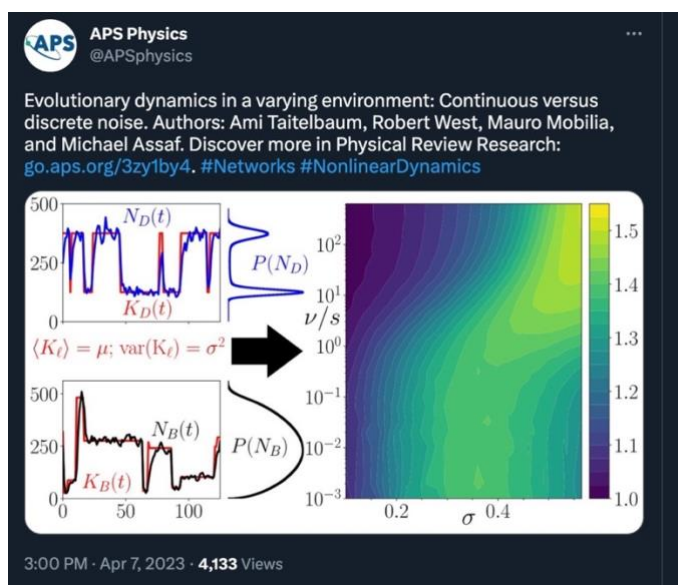 APS
APS Physics
@APSphysics
Evolutionary dynamics in a varying environment: Continuous versus
discrete noise. Authors: Ami Taitelbaum, Robert West, Mauro Mobilia,
and Michael Assaf. Discover more in Physical Review Research:
go.aps.org/3zy1by4. #Networks #NonlinearDynamics
500
250
0
N_D(t)
K_D(t)
P(N_D)
⟨K_ℓ⟩ = μ; var(K_ℓ) = σ²
500
250
0
N_B(t)
K_B(t)
P(N_B)
0 50 100
ν/s
10²
10¹
10⁰
10⁻¹
10⁻²
10⁻³
0.2 σ 0.4
1.5
1.4
1.3
1.2
1.1
1.0
3:00 PM · Apr 7, 2023 · 4,133 Views